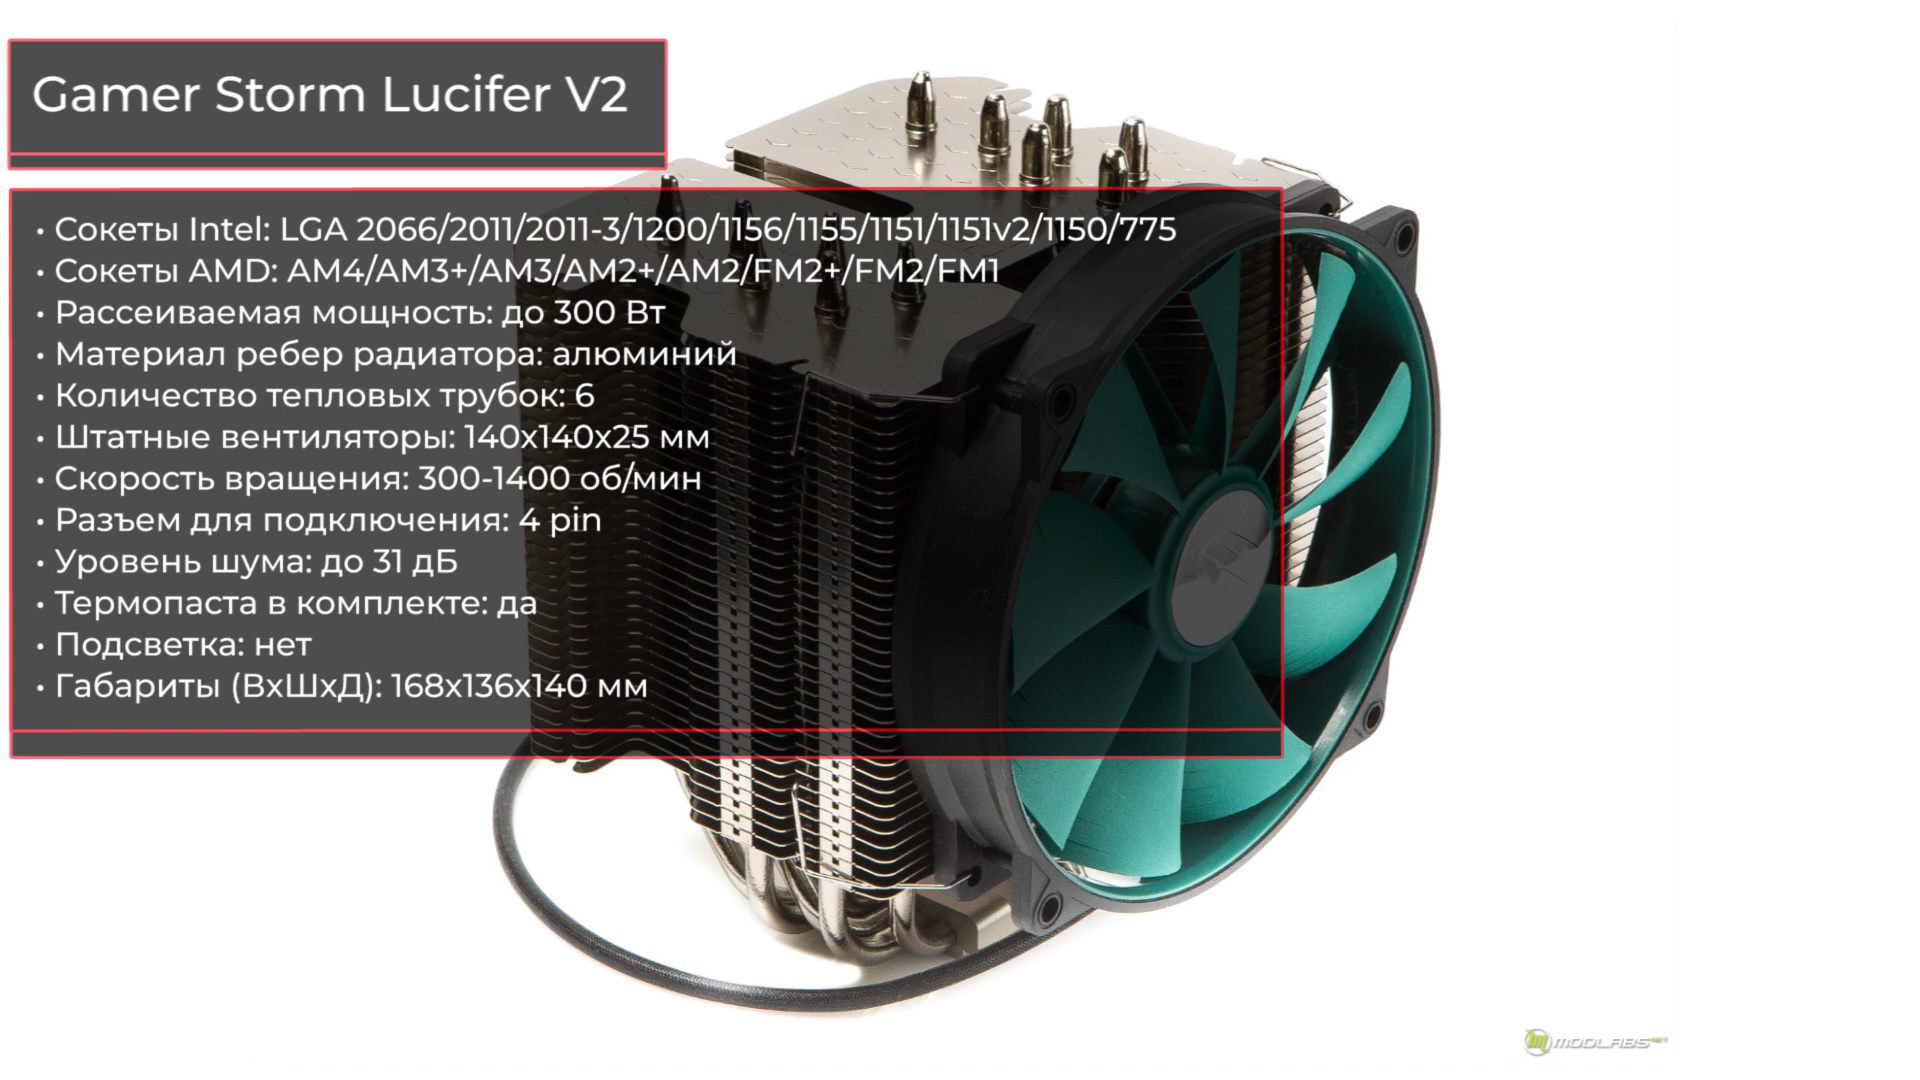 Gamer Storm Lucifer V2
• Сокеты Intel: LGA 2066/2011/2011-3/1200/1156/1155/1151/1151v2/1150/775
• Сокеты AMD: AM4/AM3+/AM3/AM2+/AM2/FM2+/FM2/FM1
• Рассеиваемая мощность: до 300 Вт
• Материал ребер радиатора: алюминий
• Количество тепловых трубок: 6
• Штатные вентиляторы: 140x140x25 мм
• Скорость вращения: 300-1400 об/мин
• Разъем для подключения: 4 pin
• Уровень шума: до 31 дБ
• Термопаста в комплекте: да
• Подсветка: нет
• Габариты (ВхШхД): 168х136х140 мм
MODLABS.NET